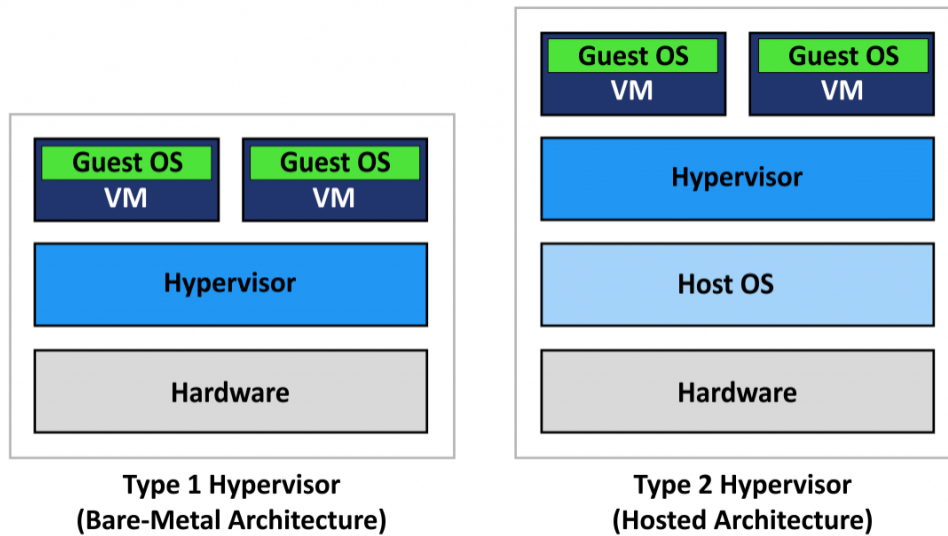 Guest OS
VM
Guest OS
VM
Hypervisor
Hardware
Type 1 Hypervisor
(Bare-Metal Architecture)
Guest OS
VM
Guest OS
VM
Hypervisor
Host OS
Hardware
Type 2 Hypervisor
(Hosted Architecture)